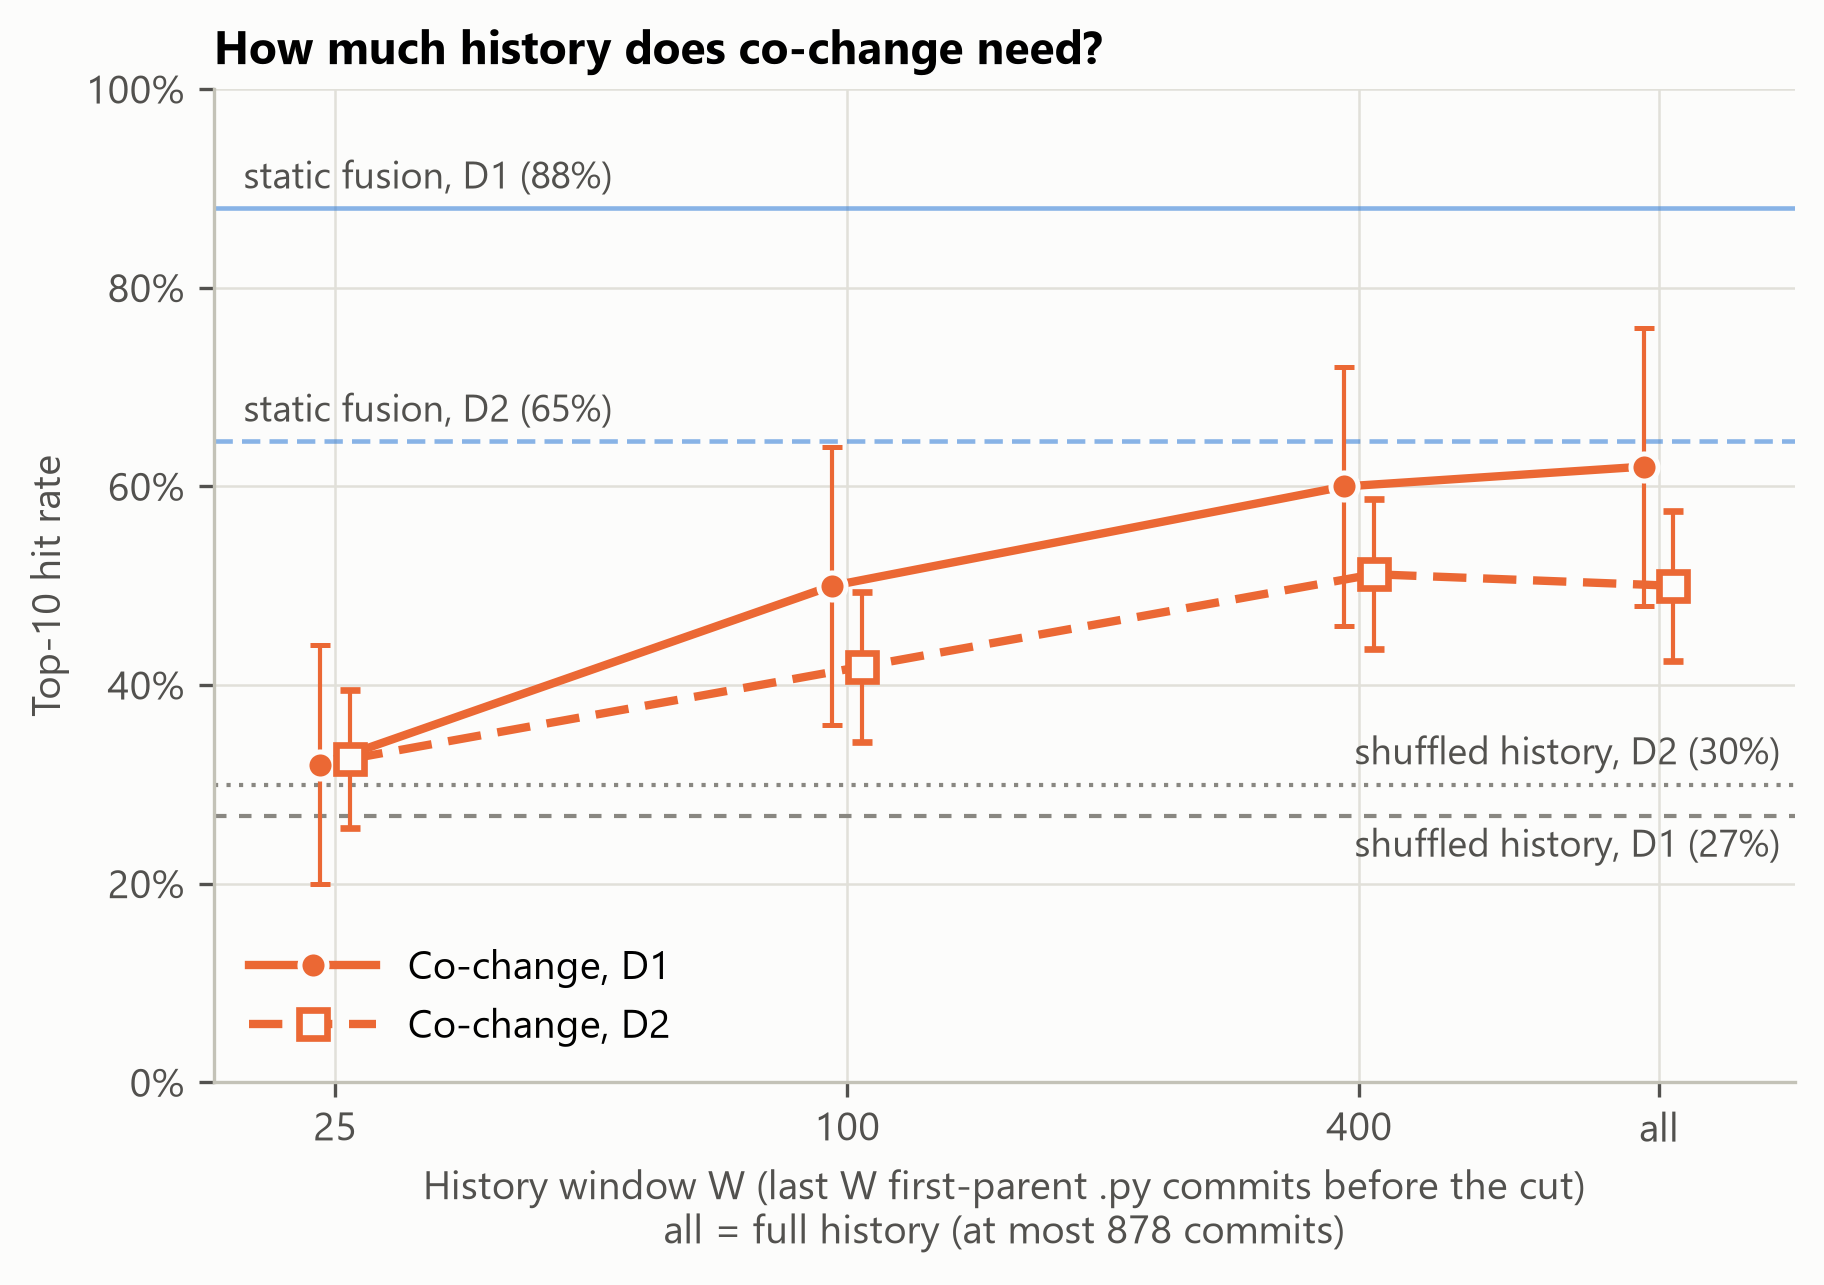 How much history does co-change need?
100%
static fusion, D1 (88%)
80%
static fusion, D2 (65%)
60%
Top-10 hit rate
40%
shuffled history, D2 (30%)
shuffled history, D1 (27%)
20%
Co-change, D1
Co-change, D2
0%
25 100 400 all
History window W (last W first-parent .py commits before the cut)
all = full history (at most 878 commits)